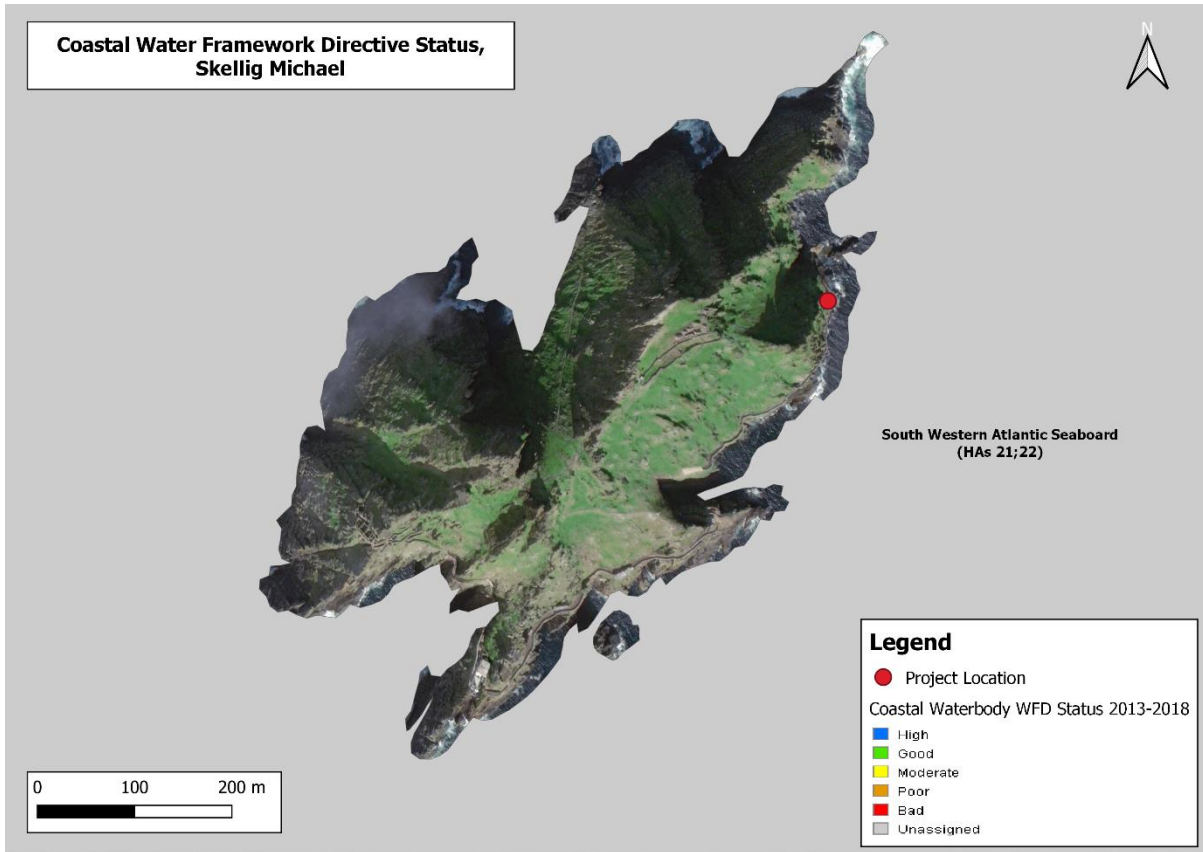 Coastal Water Framework Directive Status,
Skellig Michael
N
South Western Atlantic Seaboard
(HAs 21;22)
Legend
Project Location
Coastal Waterbody WFD Status 2013-2018
High
Good
Moderate
Poor
Bad
Unassigned
0 100 200 m